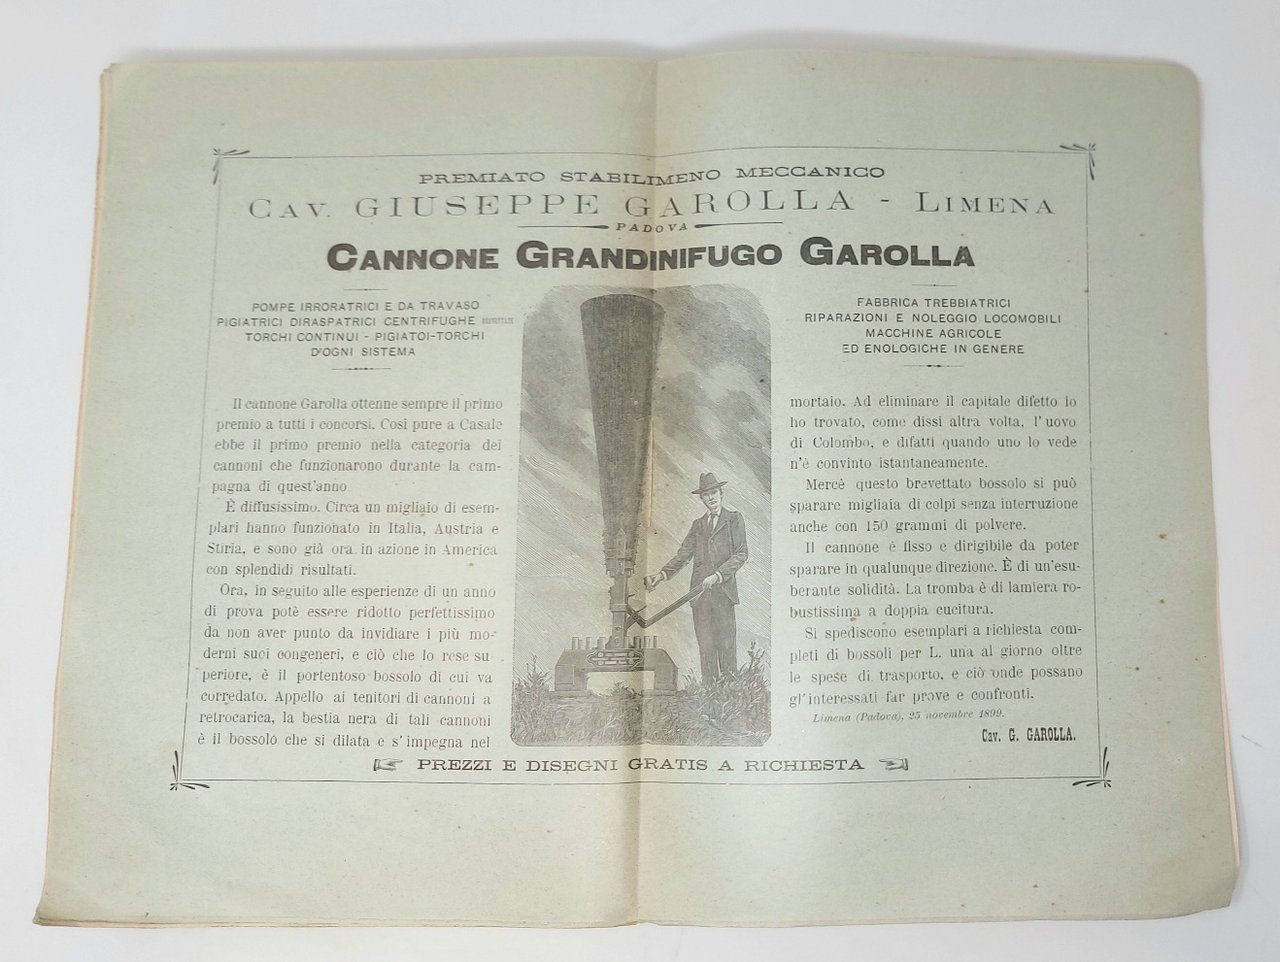 PREMIATO STABILIMENO MECCANICO
CAV. GIUSEPPE GAROLLA - LIMENA
PADOVA
CANNONE GRANDINIFUGO GAROLLA
POMPE IRRORATRICI E DA TRAVASO
PIGIATRICI DIRASPATRICI CENTRIFUGHE
TORCHI CONTINUI - PIGIATOI-TORCHI
D'OGNI SISTEMA
Il cannone Garolla ottenne sempre il primo
premio a tutti i concorsi. Così pure a Casale
ebbe il primo premio nella categoria dei
cannoni che funzionarono durante la cam-
pagna di quest'anno
È diffusissimo. Circa un migliaio di esem-
plari hanno funzionato in Italia, Austria e
Stiria, e sono già ora in azione in America
con splendidi risultati.
Ora, in seguito alle esperienze di un anno
di prova potè essere ridotto perfettissimo
da non aver punto da invidiare i più mo-
derni suoi congeneri, e ciò che lo rese su
periore, è il portentoso bossolo di cui va
corredato. Appello ai tenitori di cannoni a
retrocarica, la bestia nera di tali cannoni
è il bossolo che si dilata e s'impegna nel
FABBRICA TREBBIATRICI
RIPARAZIONI E NOLEGGIO LOCOMOBILI
MACCHINE AGRICOLE
ED ENOLOGICHE IN GENERE
mortaio. Ad eliminare il capitale difetto io
ho trovato, come dissi altra volta, l'uovo
di Colombo, e difatti quando uno lo vede
n'è convinto istantaneamente.
Mercè questo brevettato bossolo si può
sparare migliaia di colpi senza interruzione
anche con 150 grammi di polvere.
Il cannone è fisso e dirigibile da poter
sparare in qualunque direzione. È di un'esu-
berante solidità. La tromba è di lamiera ro-
bustissima a doppia cucitura.
Si spediscono esemplari a richiesta com-
pleti di bossoli per L. una al giorno oltre
le spese di trasporto, e ciò onde possano
gl'interessati far prove e confronti.
Limena (Padova), 25 novembre 1899.
Cav. G. GAROLLA.
PREZZI E DISEGNI GRATIS A RICHIESTA